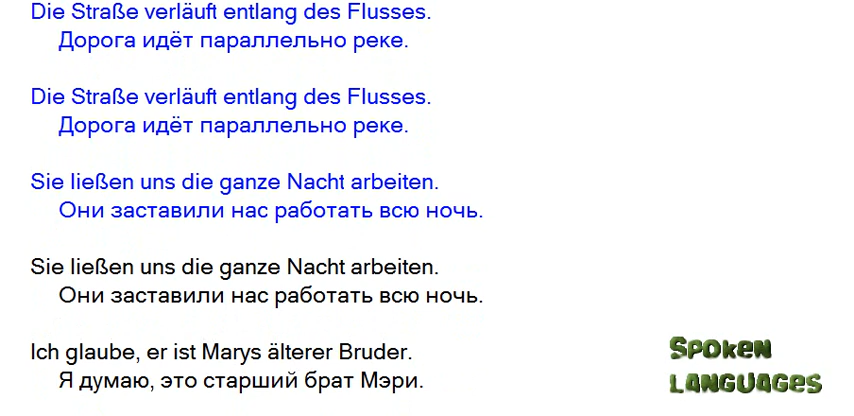 Die Straße verläuft entlang des Flusses.
Дорога идёт параллельно реке.
Die Straße verläuft entlang des Flusses.
Дорога идёт параллельно реке.
Sie ließen uns die ganze Nacht arbeiten.
Они заставили нас работать всю ночь.
Sie ließen uns die ganze Nacht arbeiten.
Они заставили нас работать всю ночь.
Ich glaube, er ist Marys älterer Bruder.
Я думаю, это старший брат Мэри.
Spoken
Languages